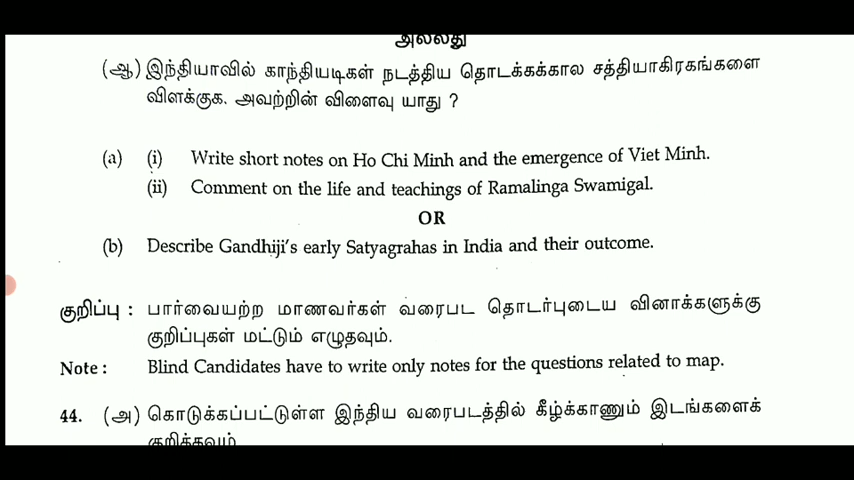 அல்லது
(ஆ) இந்தியாவில் காந்தியடிகள் நடத்திய தொடக்கக்கால சத்தியாகிரகங்களை
விளக்குக. அவற்றின் விளைவு யாது ?
(a) (i) Write short notes on Ho Chi Minh and the emergence of Viet Minh.
(ii) Comment on the life and teachings of Ramalinga Swamigal.
OR
(b) Describe Gandhiji's early Satyagrahas in India and their outcome.
குறிப்பு : பார்வையற்ற மாணவர்கள் வரைபட தொடர்புடைய வினாக்களுக்கு
குறிப்புகள் மட்டும் எழுதவும்.
Note : Blind Candidates have to write only notes for the questions related to map.
44. (அ) கொடுக்கப்பட்டுள்ள இந்திய வரைபடத்தில் கீழ்க்காணும் இடங்களைக்
குறிக்கவும்